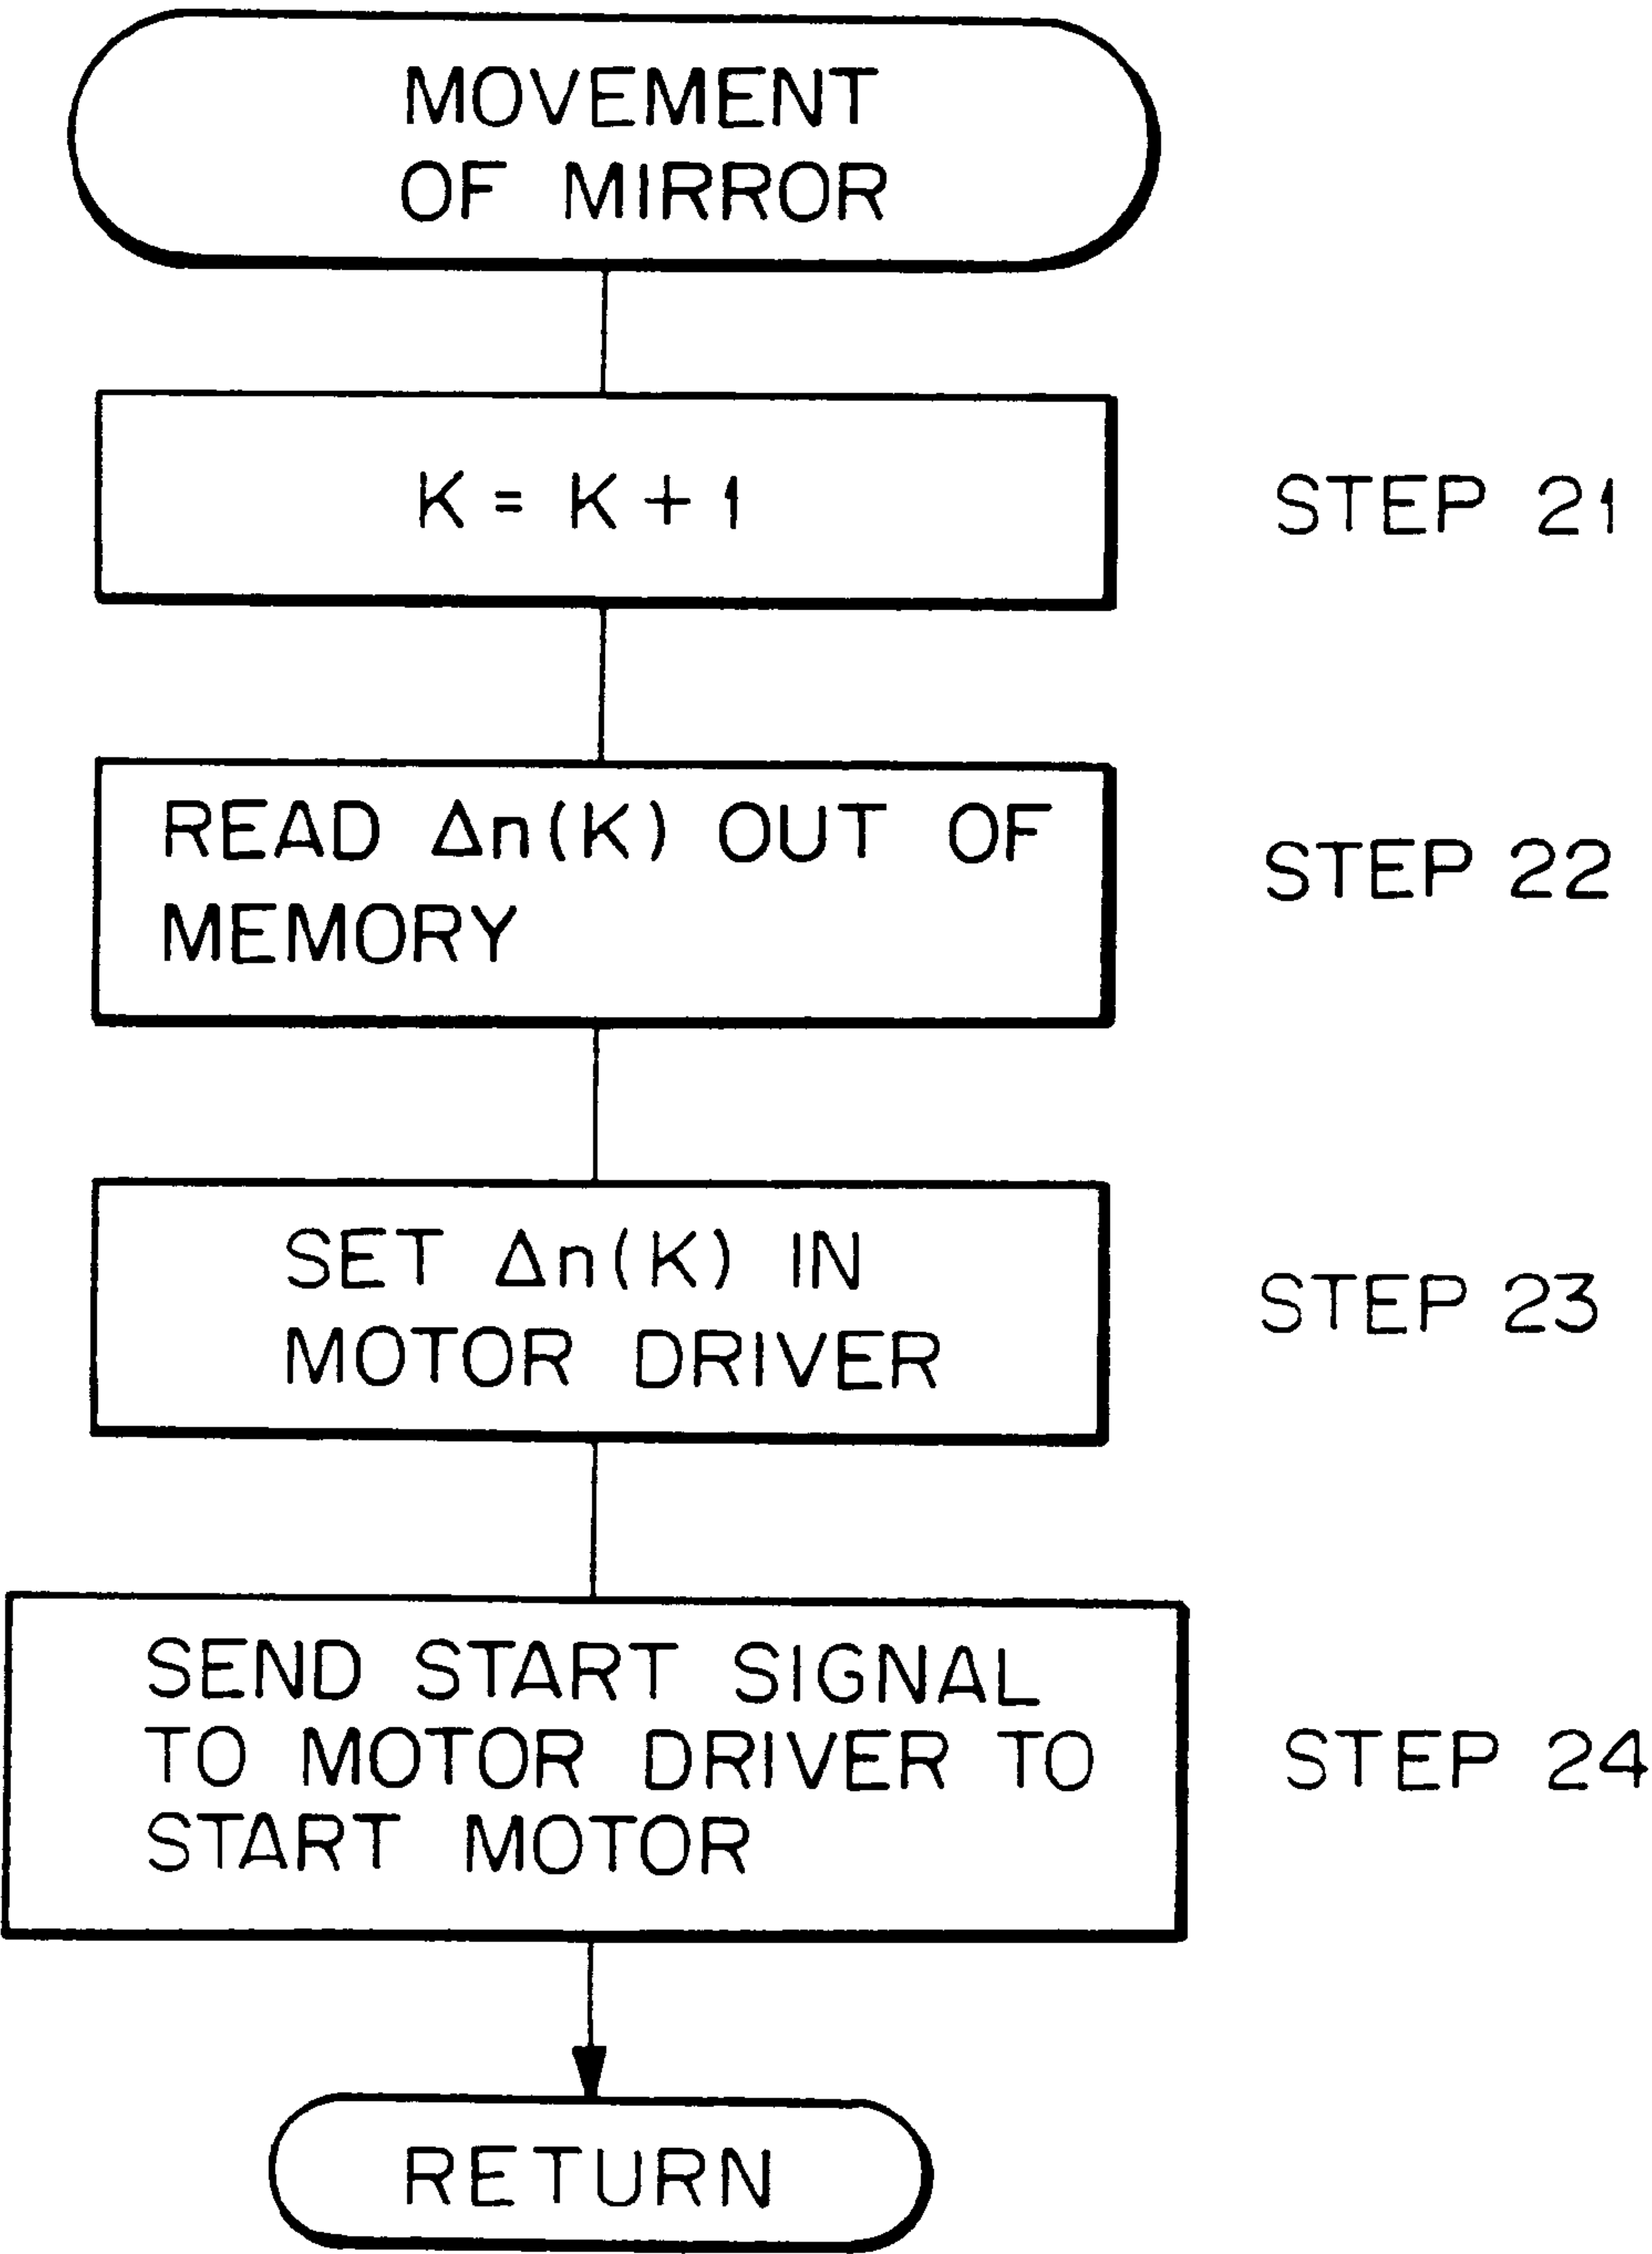 MOVEMENT
OF MIRROR
K = K + 1
STEP 21
READ Δn(K) OUT OF
MEMORY
STEP 22
SET Δn(K) IN
MOTOR DRIVER
STEP 23
SEND START SIGNAL
TO MOTOR DRIVER TO
START MOTOR
STEP 24
RETURN